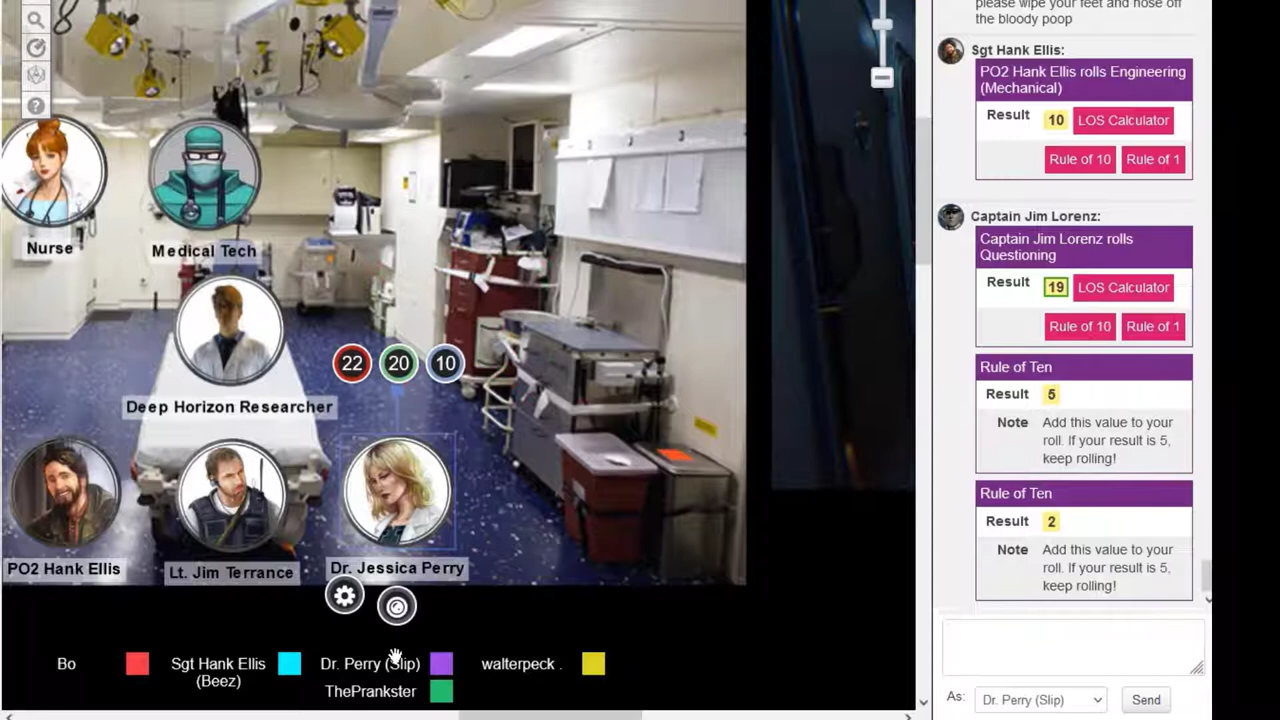 please wipe your feet and nose off
the bloody poop
Sgt Hank Ellis:
PO2 Hank Ellis rolls Engineering
(Mechanical)
Result 10 LOS Calculator
Rule of 10 Rule of 1
Captain Jim Lorenz:
Captain Jim Lorenz rolls
Questioning
Result 19 LOS Calculator
Rule of 10 Rule of 1
Rule of Ten
Result 5
Note Add this value to your
roll. If your result is 5,
keep rolling!
Rule of Ten
Result 2
Note Add this value to your
roll. If your result is 5,
keep rolling!
As: Dr. Perry (Slip) Send
?
3
Nurse
Medical Tech
22 20 10
Deep Horizon Researcher
PO2 Hank Ellis
Lt. Jim Terrance
Dr. Jessica Perry
Bo
Sgt Hank Ellis
(Beez)
Dr. Perry (Slip)
walterpeck .
ThePrankster